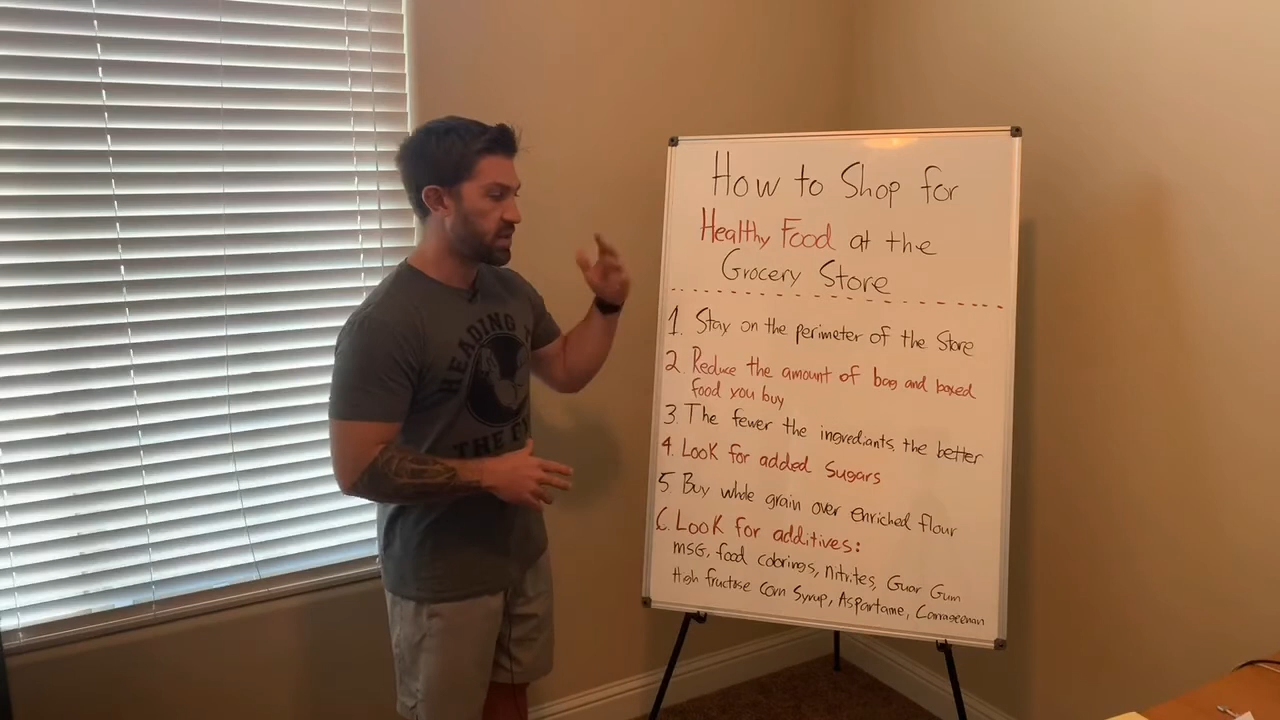 How to Shop for
Healthy Food at the
Grocery Store
1. Stay on the perimeter of the Store
2. Reduce the amount of bag and boxed
food you buy
3. The fewer the ingrediants, the better
4. Look for added Sugars
5. Buy whole grain over enriched flour
6. Look for additives:
MSG, food colorings, nitrites, Guar Gum
High fructose Corn Syrup, Aspartame, Carrageenan
THE